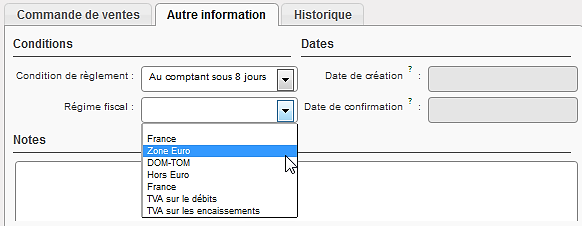 Commande de ventes Autre information Historique
Conditions Dates
Condition de règlement : Au comptant sous 8 jours Date de création ? :
Régime fiscal : Date de confirmation ? :
France
Notes Zone Euro
DOM-TOM
Hors Euro
France
TVA sur le débits
TVA sur les encaissements